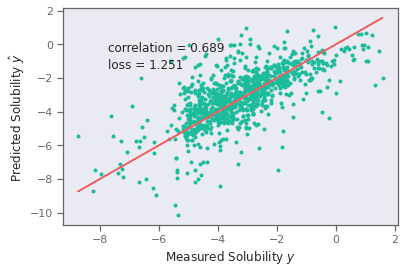 2
0
−2
−4
−6
−8
−10
Predicted Solubility ŷ
correlation = 0.689
loss = 1.251
−8 −6 −4 −2 0 2
Measured Solubility y